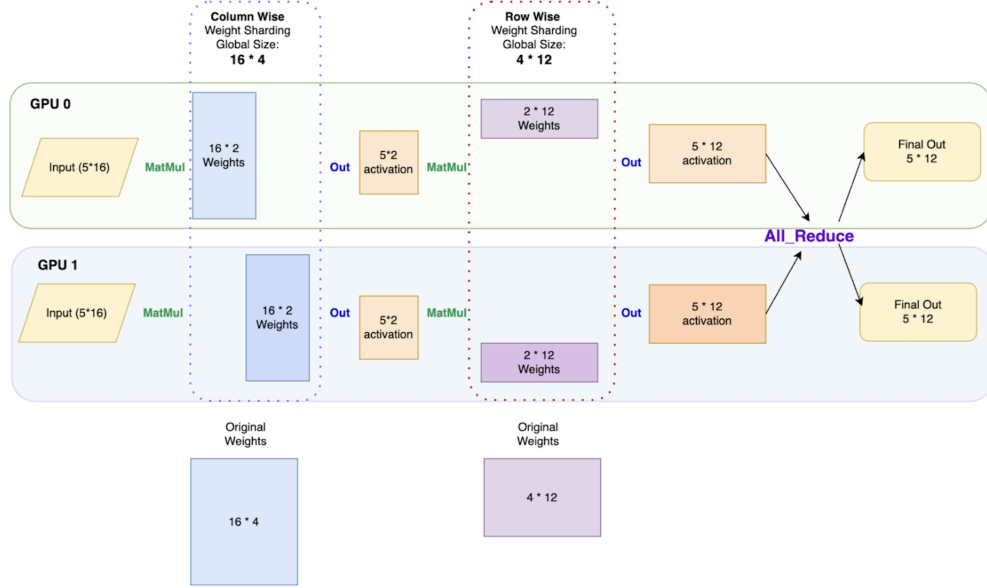 Column Wise
Weight Sharding
Global Size:
16 * 4
Row Wise
Weight Sharding
Global Size:
4 * 12
GPU 0
Input (5*16)
MatMul
16 * 2
Weights
Out
5*2
activation
MatMul
2 * 12
Weights
Out
5 * 12
activation
Final Out
5 * 12
All_Reduce
GPU 1
Input (5*16)
MatMul
16 * 2
Weights
Out
5*2
activation
MatMul
2 * 12
Weights
Out
5 * 12
activation
Final Out
5 * 12
Original
Weights
16 * 4
Original
Weights
4 * 12